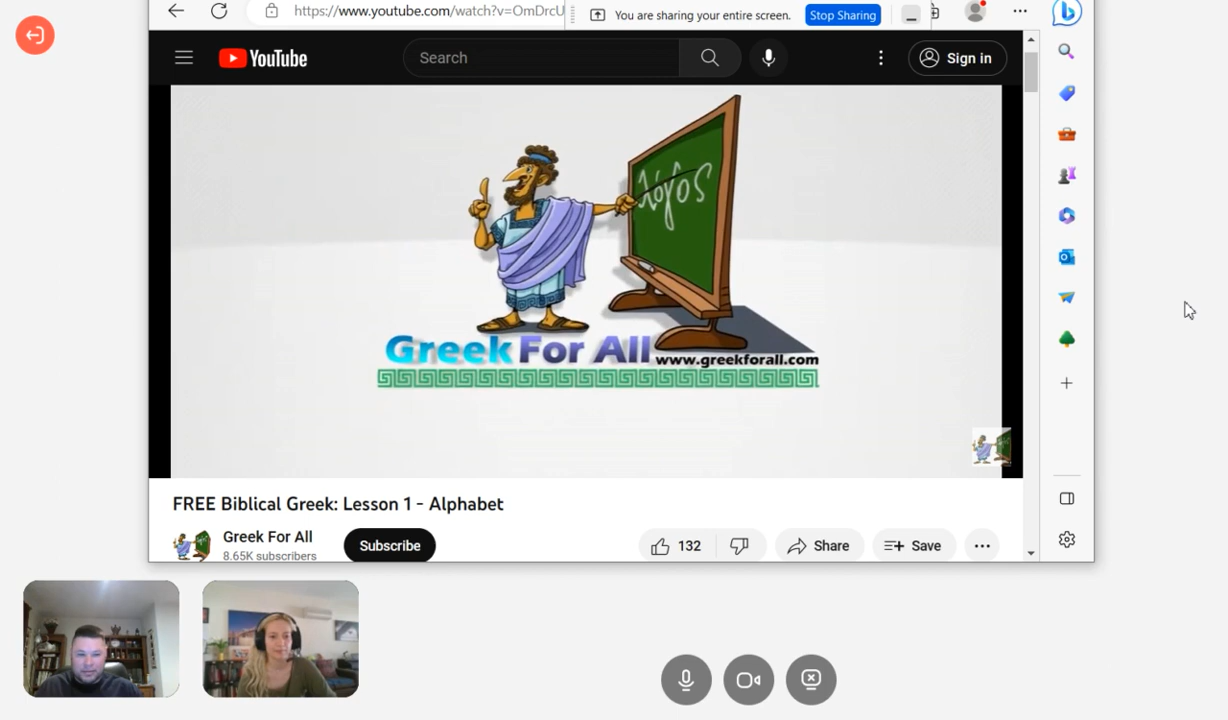 https://www.youtube.com/watch?v=OmDrcU
You are sharing your entire screen.
Stop Sharing
YouTube
Search
Sign in
λόγος
Greek For All www.greekforall.com
FREE Biblical Greek: Lesson 1 - Alphabet
Greek For All
8.65K subscribers
Subscribe
132
Share
Save